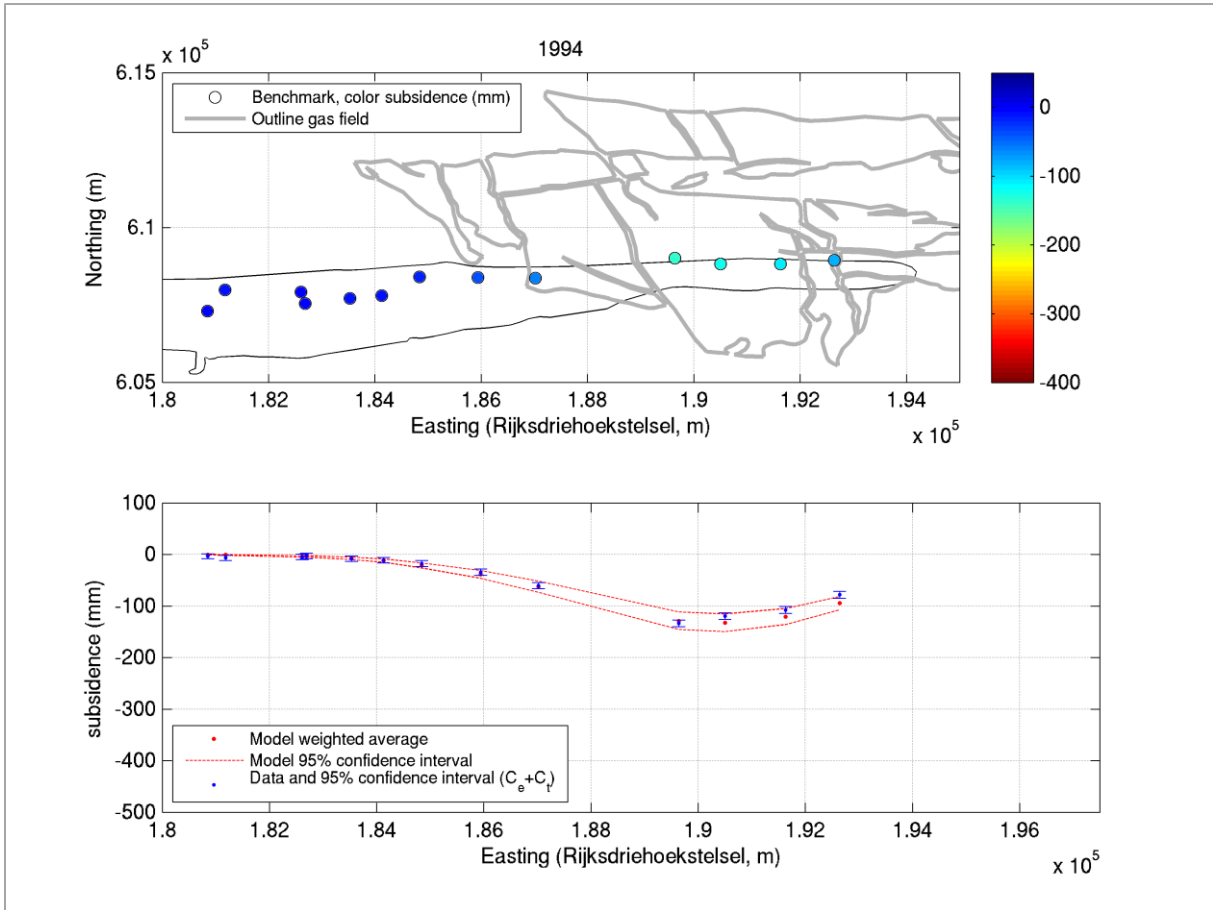 1994
x 10^5
6.15
6.1
6.05
Northing (m)
Benchmark, color subsidence (mm)
Outline gas field
1.8 1.82 1.84 1.86 1.88 1.9 1.92 1.94
Easting (Rijksdriehoekstelsel, m)
x 10^5
0
-100
-200
-300
-400
100
0
-100
-200
-300
-400
-500
subsidence (mm)
Model weighted average
Model 95% confidence interval
Data and 95% confidence interval (C_e+C_t)
1.8 1.82 1.84 1.86 1.88 1.9 1.92 1.94 1.96
Easting (Rijksdriehoekstelsel, m)
x 10^5